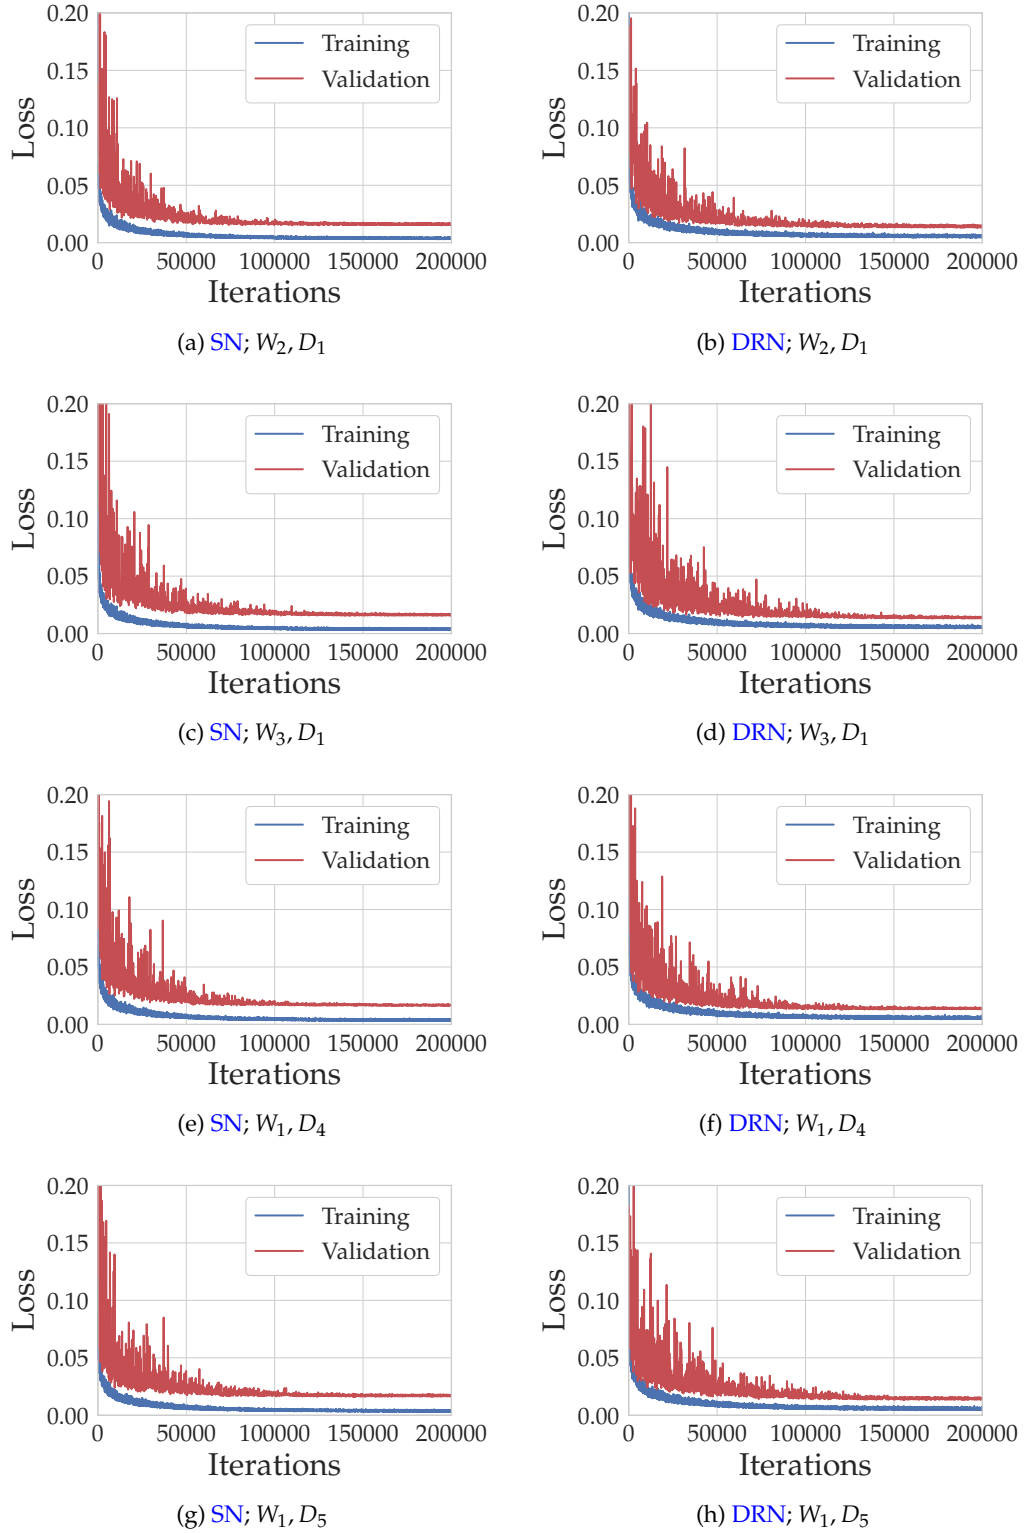 0.20
0.15
0.10
0.05
0.00
Loss
Training
Validation
0 50000 100000 150000 200000
Iterations
(a) SN; W₂, D₁
0.20
0.15
0.10
0.05
0.00
Loss
Training
Validation
0 50000 100000 150000 200000
Iterations
(b) DRN; W₂, D₁
0.20
0.15
0.10
0.05
0.00
Loss
Training
Validation
0 50000 100000 150000 200000
Iterations
(c) SN; W₃, D₁
0.20
0.15
0.10
0.05
0.00
Loss
Training
Validation
0 50000 100000 150000 200000
Iterations
(d) DRN; W₃, D₁
0.20
0.15
0.10
0.05
0.00
Loss
Training
Validation
0 50000 100000 150000 200000
Iterations
(e) SN; W₁, D₄
0.20
0.15
0.10
0.05
0.00
Loss
Training
Validation
0 50000 100000 150000 200000
Iterations
(f) DRN; W₁, D₄
0.20
0.15
0.10
0.05
0.00
Loss
Training
Validation
0 50000 100000 150000 200000
Iterations
(g) SN; W₁, D₅
0.20
0.15
0.10
0.05
0.00
Loss
Training
Validation
0 50000 100000 150000 200000
Iterations
(h) DRN; W₁, D₅